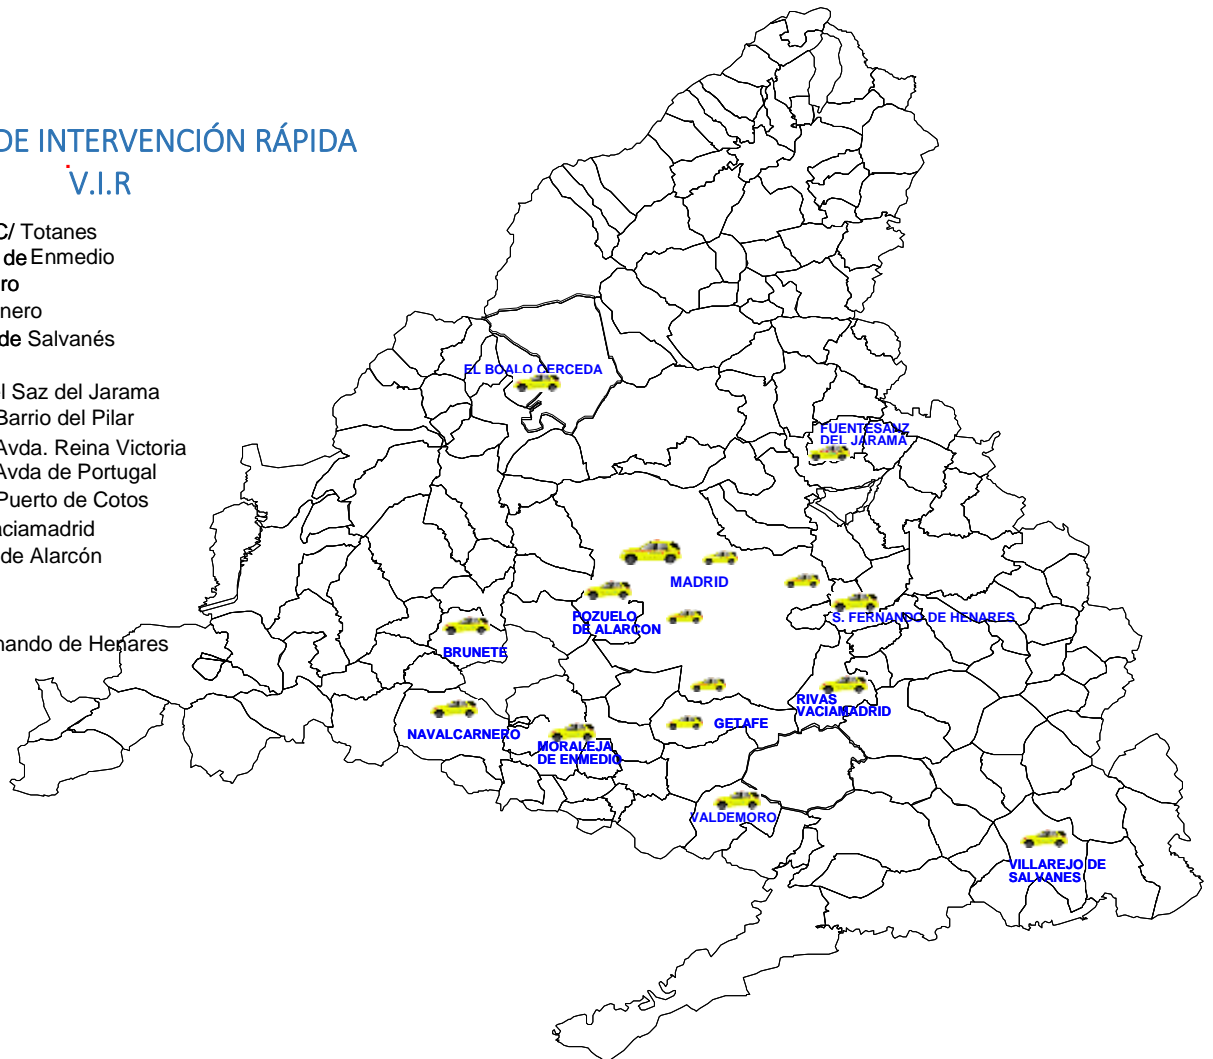 DE INTERVENCIÓN RÁPIDA
V.I.R
C/ Totanes
de Enmedio
ro
nero
de Salvanés
l Saz del Jarama
Barrio del Pilar
Avda. Reina Victoria
Avda de Portugal
Puerto de Cotos
aciamadrid
de Alarcón
nando de Henares
EL BOALO CERCEDA
FUENTESANZ
DEL JARAMA
MADRID
POZUELO
DE ALARCON
S. FERNANDO DE HENARES
BRUNETE
RIVAS
VACIAMADRID
NAVALCARNERO
GETAFE
MORALEJA
DE ENMEDIO
VALDEMORO
VILLAREJO DE
SALVANES